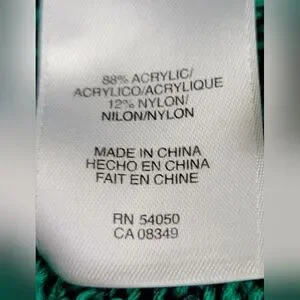 88% ACRYLIC/
ACRYLICO/ACRYLIQUE
12% NYLON/
NILON/NYLON
MADE IN CHINA
HECHO EN CHINA
FAIT EN CHINE
RN 54050
CA 08349